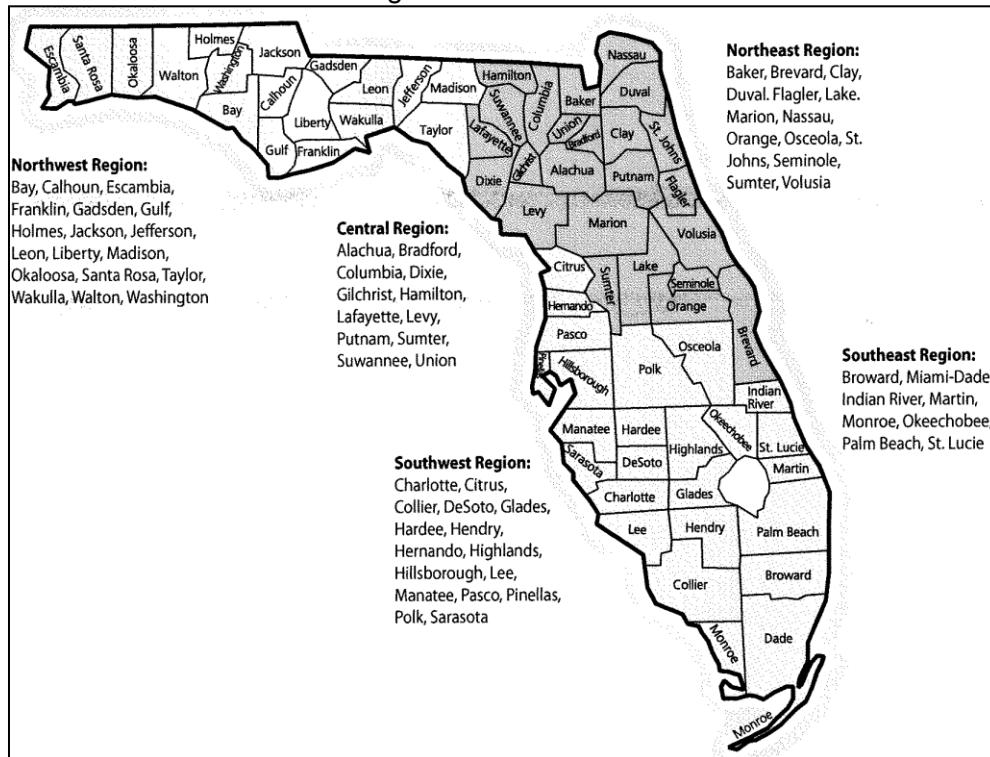 Northwest Region:
Bay, Calhoun, Escambia,
Franklin, Gadsden, Gulf,
Holmes, Jackson, Jefferson,
Leon, Liberty, Madison,
Okaloosa, Santa Rosa, Taylor,
Wakulla, Walton, Washington
Central Region:
Alachua, Bradford,
Columbia, Dixie,
Gilchrist, Hamilton,
Lafayette, Levy,
Putnam, Sumter,
Suwannee, Union
Southwest Region:
Charlotte, Citrus,
Collier, DeSoto, Glades,
Hardee, Hendry,
Hernando, Highlands,
Hillsborough, Lee,
Manatee, Pasco, Pinellas,
Polk, Sarasota
Northeast Region:
Baker, Brevard, Clay,
Duval. Flagler, Lake.
Marion, Nassau,
Orange, Osceola, St.
Johns, Seminole,
Sumter, Volusia
Southeast Region:
Broward, Miami-Dade
Indian River, Martin,
Monroe, Okeechobee,
Palm Beach, St. Lucie
Escambia
Santa Rosa
Okaloosa
Walton
Holmes
Washington
Jackson
Bay
Calhoun
Gulf
Gadsden
Liberty
Franklin
Leon
Wakulla
Jefferson
Madison
Taylor
Hamilton
Suwannee
Lafayette
Dixie
Columbia
Gilchrist
Baker
Union
Bradford
Alachua
Levy
Nassau
Duval
Clay
St. Johns
Putnam
Flagler
Marion
Volusia
Citrus
Sumter
Lake
Seminole
Orange
Brevard
Hernando
Pasco
Hillsborough
Polk
Osceola
Indian
River
Manatee
Hardee
Highlands
Okeechobee
St. Lucie
Sarasota
DeSoto
Martin
Charlotte
Glades
Lee
Hendry
Palm Beach
Collier
Broward
Monroe
Dade
Monroe